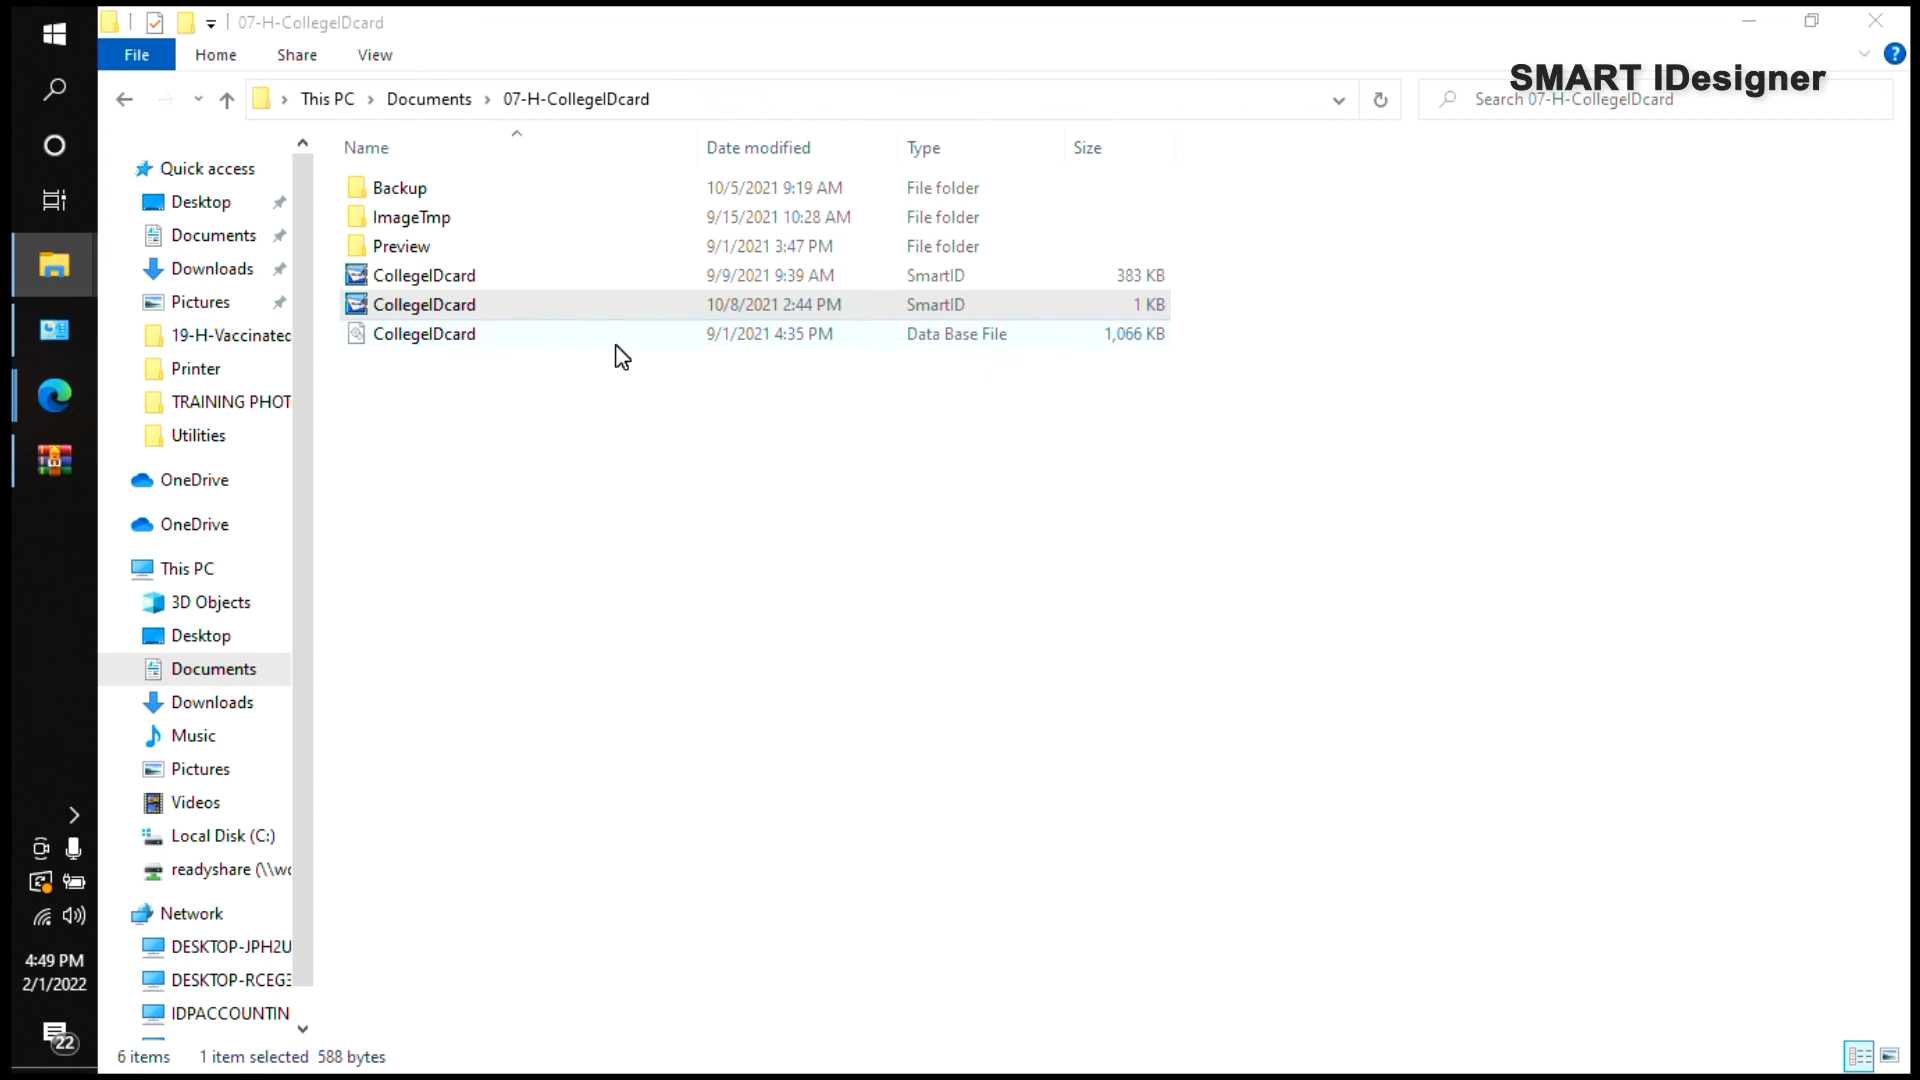 07-H-CollegeIDcard
File Home Share View
SMART IDesigner
This PC Documents 07-H-CollegeIDcard
Search 07-H-CollegeIDcard
Name Date modified Type Size
Quick access
Desktop
Documents
Downloads
Pictures
19-H-Vaccinated
Printer
TRAINING PHOT
Utilities
OneDrive
OneDrive
This PC
3D Objects
Desktop
Documents
Downloads
Music
Pictures
Videos
Local Disk (C:)
readyshare (\\wo
Network
DESKTOP-JPH2U
DESKTOP-RCEG3
IDPACCOUNTIN
Backup 10/5/2021 9:19 AM File folder
ImageTmp 9/15/2021 10:28 AM File folder
Preview 9/1/2021 3:47 PM File folder
CollegeIDcard 9/9/2021 9:39 AM SmartID 383 KB
CollegeIDcard 10/8/2021 2:44 PM SmartID 1 KB
CollegeIDcard 9/1/2021 4:35 PM Data Base File 1,066 KB
4:49 PM
2/1/2022
22
6 items 1 item selected 588 bytes